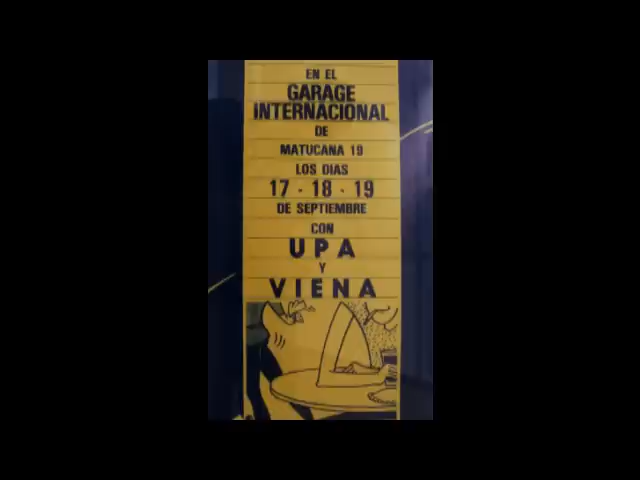 EN EL
GARAGE
INTERNACIONAL
DE
MATUCANA 19
LOS DIAS
17 - 18 - 19
DE SEPTIEMBRE
CON
UPA
Y
VIENA